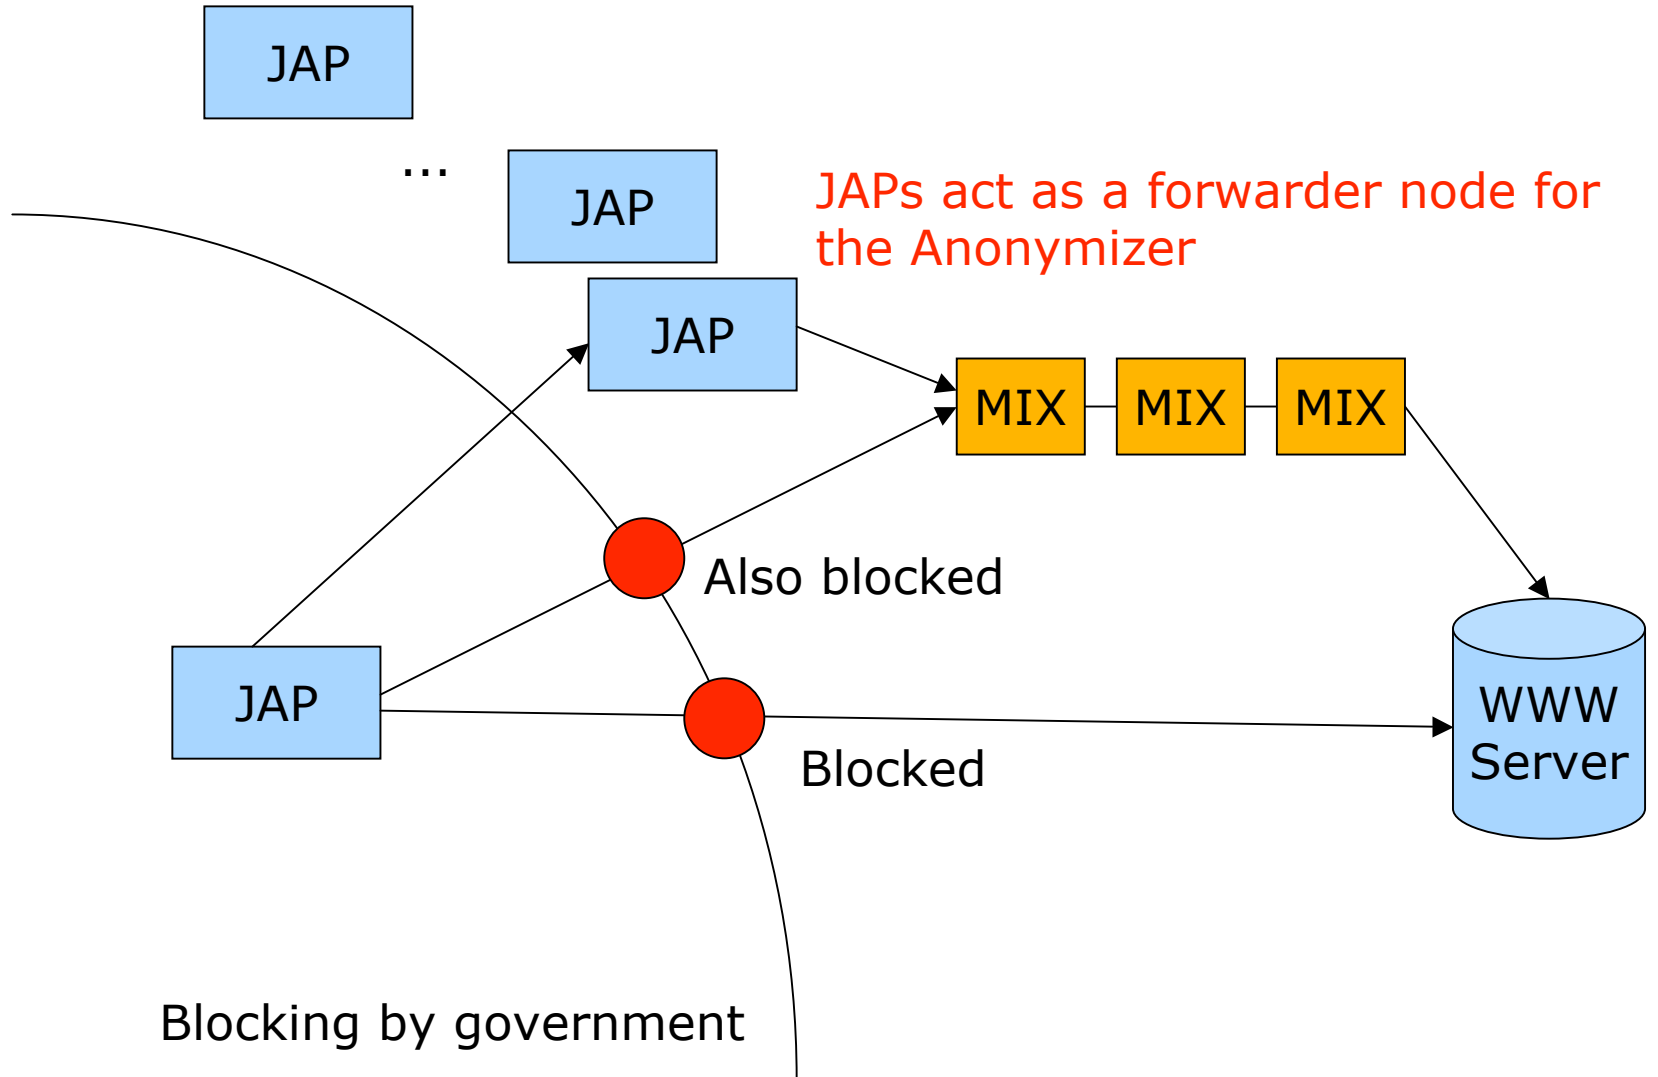 JAP
...
JAP
JAPs act as a forwarder node for
the Anonymizer
JAP
MIX
MIX
MIX
Also blocked
JAP
WWW
Server
Blocked
Blocking by government